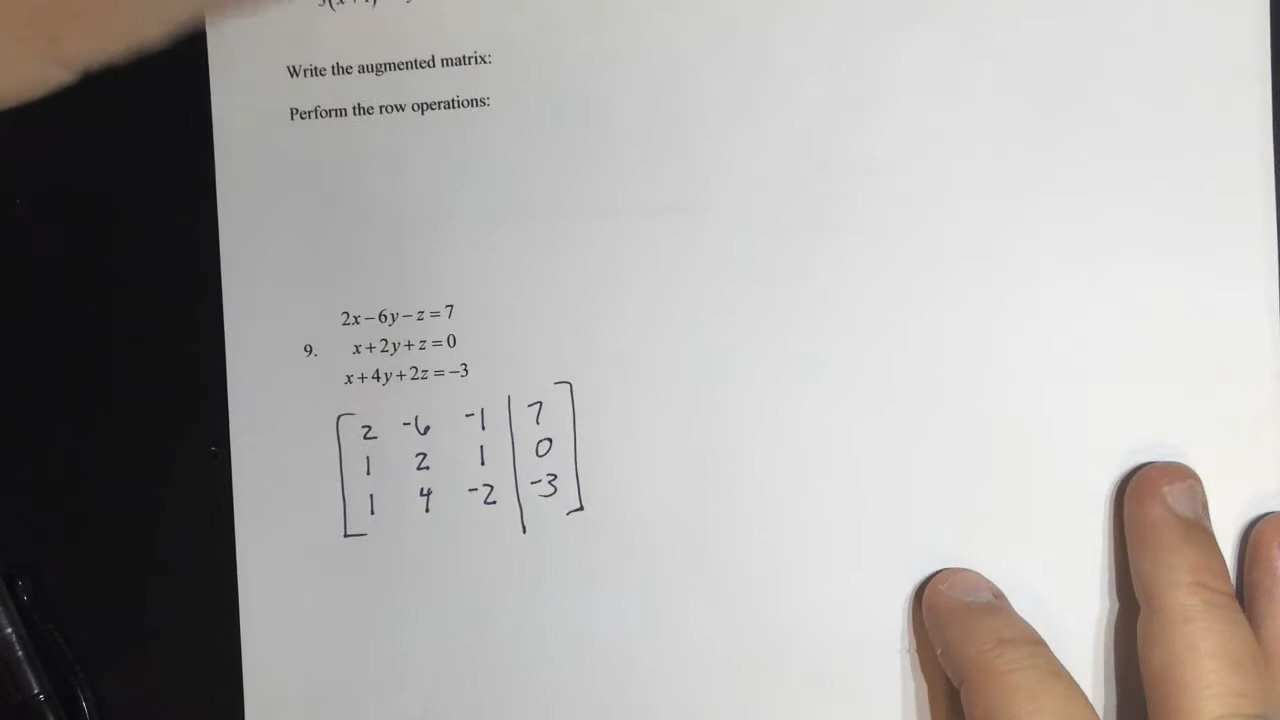 Write the augmented matrix:
Perform the row operations:
2x−6y−z=7
9. x+2y+z=0
x+4y+2z=−3
2 -6 -1 | 7
1 2 1 | 0
1 4 -2 | -3